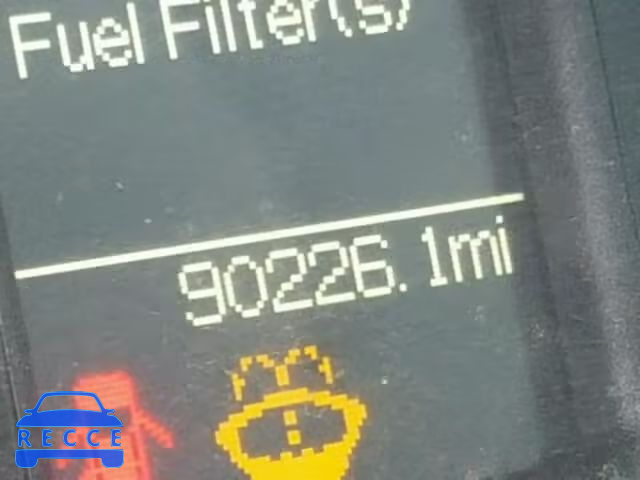 Fuel Filter(s)
90226.1mi
RECCE